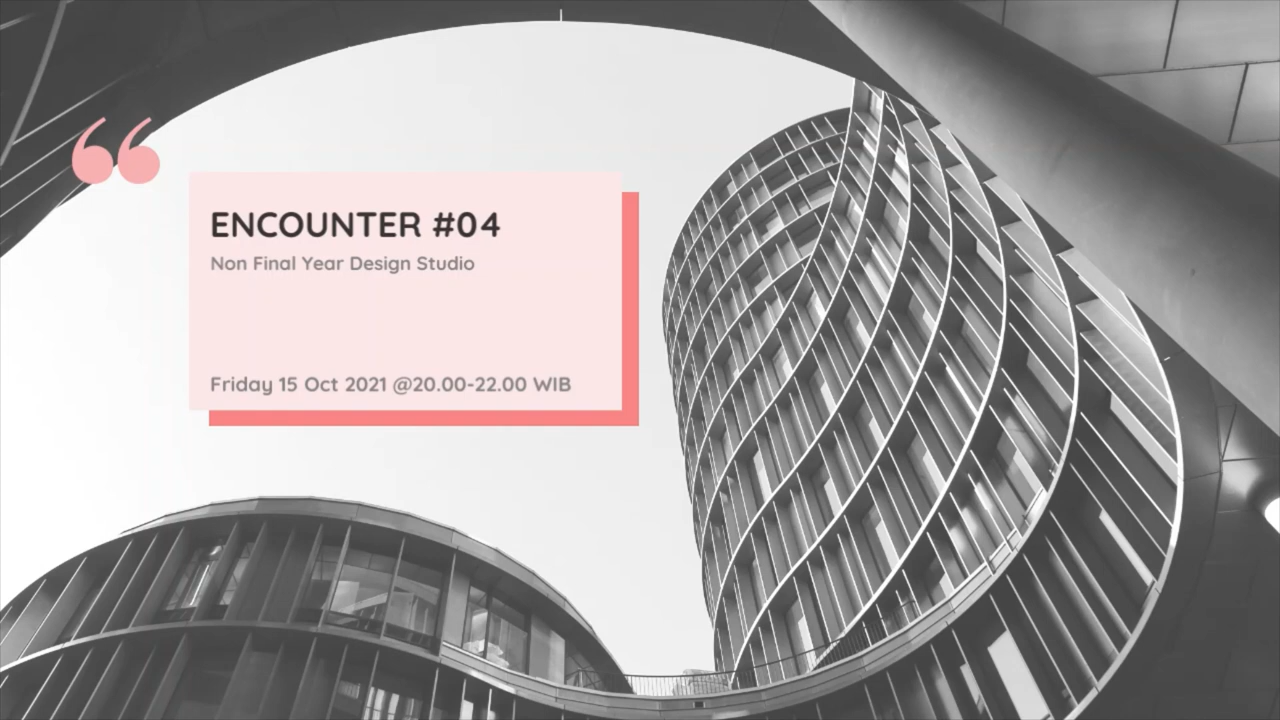 “
ENCOUNTER #04
Non Final Year Design Studio
Friday 15 Oct 2021 @20.00-22.00 WIB